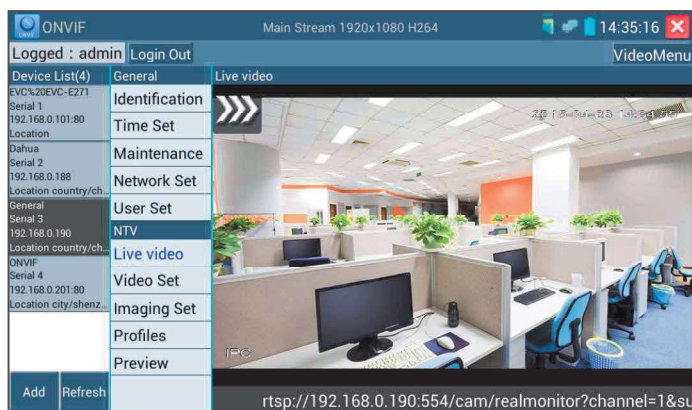 ONVIF
Main Stream 1920x1080 H264
14:35:16
Logged : admin
Login Out
VideoMenu
Device List(4)
General
Live video
EVC%20EVC-E271
Serial 1
192.168.0.101:80
Location
Dahua
Serial 2
192.168.0.188
Location country/ch...
General
Serial 3
192.168.0.190
Location country/ch...
ONVIF
Serial 4
192.168.0.201:80
Location city/shenz...
Identification
Time Set
Maintenance
Network Set
User Set
NTV
Live video
Video Set
Imaging Set
Profiles
Preview
IPC
Add
Refresh
rtsp://192.168.0.190:554/cam/realmonitor?channel=1&su